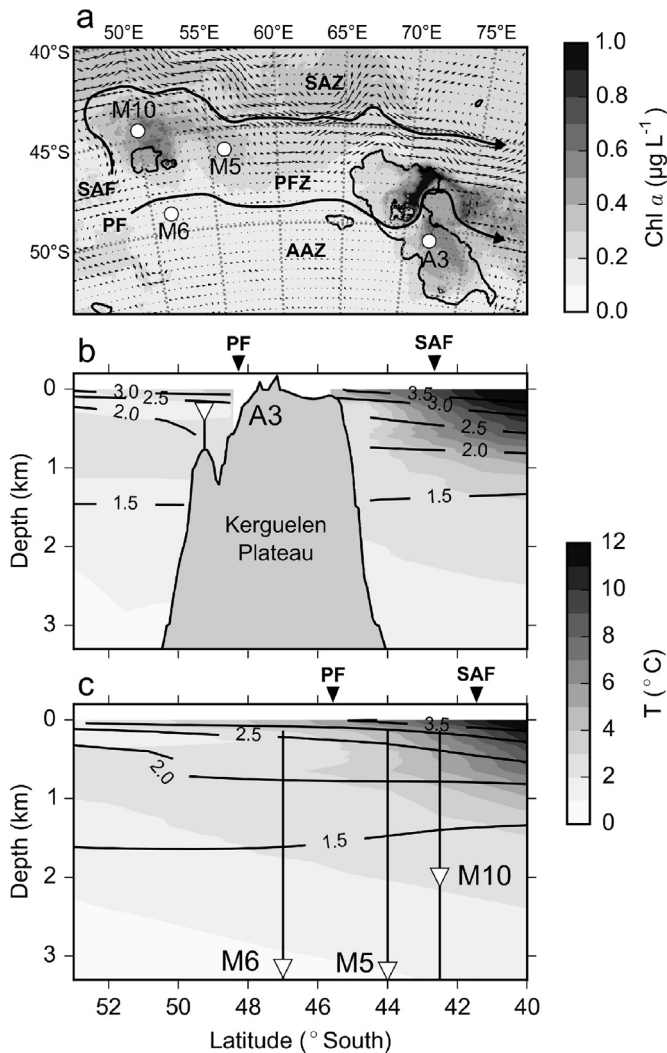 a
50°E 55°E 60°E 65°E 70°E 75°E
40°S
45°S
50°S
SAZ
M10
M5
SAF
PFZ
PF
M6
AAZ
A3
1.0
0.8
0.6
0.4
0.2
0.0
Chl a (µg L⁻¹)
b
PF SAF
0
1
2
3
Depth (km)
3.0
2.5
2.0
1.5
A3
Kerguelen
Plateau
3.5
3.0
2.5
2.0
1.5
c
PF SAF
0
1
2
3
Depth (km)
2.5
2.0
1.5
3.5
M10
M6 M5
52 50 48 46 44 42 40
Latitude (° South)
12
10
8
6
4
2
0
T (°C)